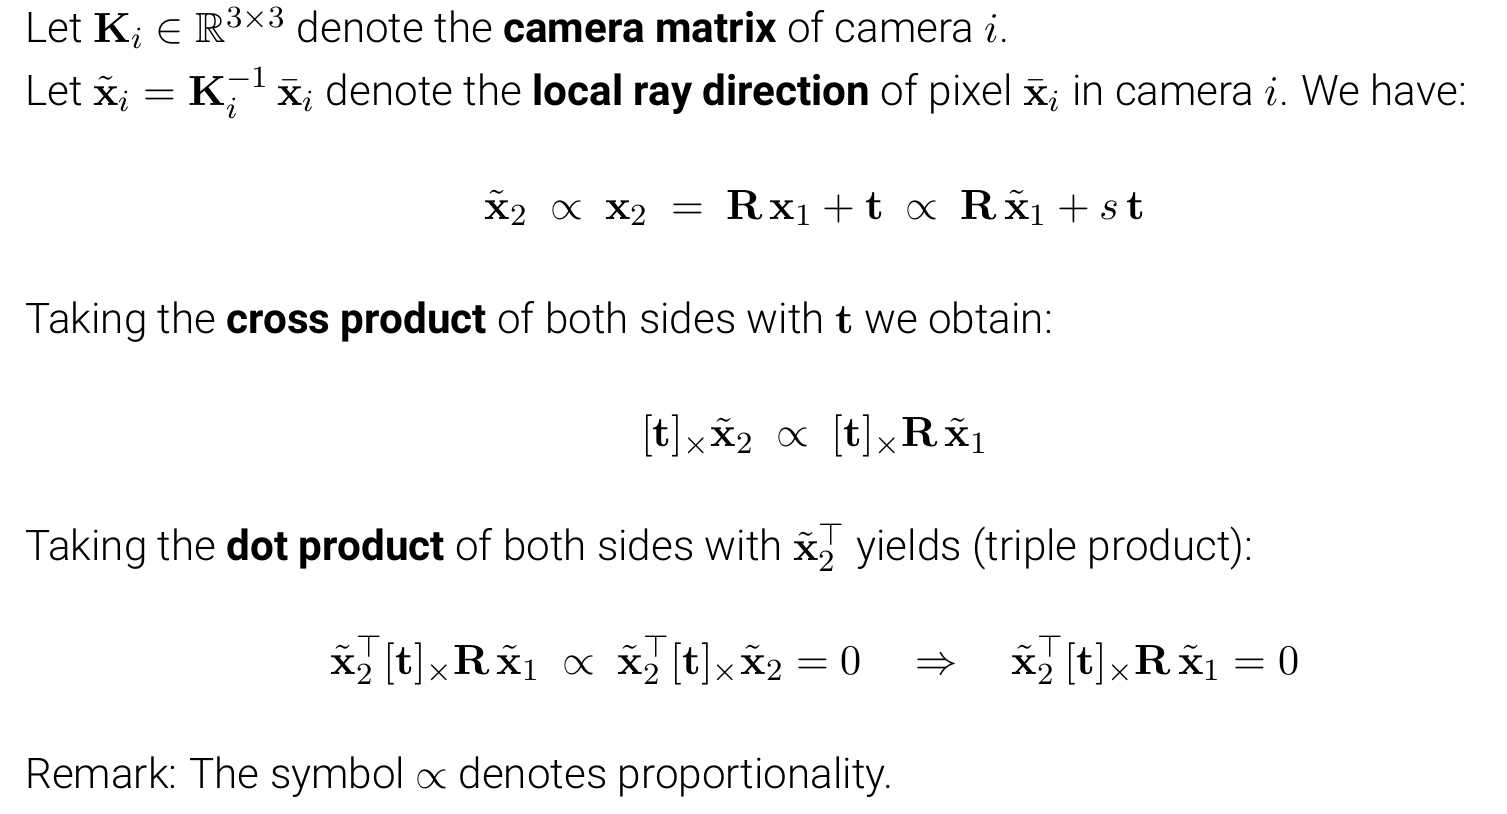 Let K_i ∈ ℝ^{3×3} denote the camera matrix of camera i.
Let x̃_i = K_i^{-1} x̄_i denote the local ray direction of pixel x̄_i in camera i. We have:
x̃_2 ∝ x_2 = R x_1 + t ∝ R x̃_1 + s t
Taking the cross product of both sides with t we obtain:
[t]_× x̃_2 ∝ [t]_× R x̃_1
Taking the dot product of both sides with x̃_2^⊤ yields (triple product):
x̃_2^⊤ [t]_× R x̃_1 ∝ x̃_2^⊤ [t]_× x̃_2 = 0 ⇒ x̃_2^⊤ [t]_× R x̃_1 = 0
Remark: The symbol ∝ denotes proportionality.